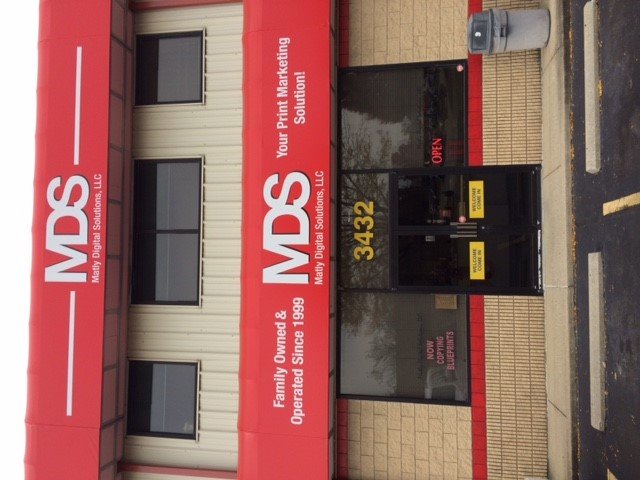 MDS
Matly Digital Solutions, LLC
Family Owned &
Operated Since 1999
MDS
Matly Digital Solutions, LLC
Your Print Marketing
Solution!
3432
NOW
COPYING
BLUEPRINTS
WELCOME
COME IN
WELCOME
COME IN
OPEN